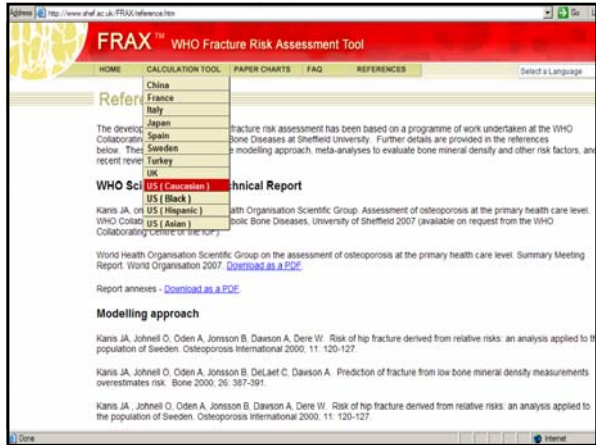 Address http://www.shef.ac.uk/FRAX/reference.htm Go
FRAX™ WHO Fracture Risk Assessment Tool
HOME CALCULATION TOOL PAPER CHARTS FAQ REFERENCES Select a Language
China
France
Italy
Japan
Spain
Sweden
Turkey
UK
US ( Caucasian )
US ( Black )
US ( Hispanic )
US ( Asian )
Refer
The develop fracture risk assessment has been based on a programme of work undertaken at the WHO
Collaboratin Bone Diseases at Sheffield University. Further details are provided in the references
below. Thes e modelling approach, meta-analyses to evaluate bone mineral density and other risk factors, and
recent review
WHO Sci chnical Report
Kanis JA, on alth Organisation Scientific Group. Assessment of osteoporosis at the primary health care level.
WHO Collab bolic Bone Diseases, University of Sheffield 2007 (available on request from the WHO
Collaborating Centre or the IOF).
World Health Organisation Scientific Group on the assessment of osteoporosis at the primary health care level. Summary Meeting
Report. World Organisation 2007. Download as a PDF.
Report annexes - Download as a PDF.
Modelling approach
Kanis JA, Johnell O, Oden A, Jonsson B, Dawson A, Dere W. Risk of hip fracture derived from relative risks: an analysis applied to th
population of Sweden. Osteoporosis International 2000; 11: 120-127.
Kanis JA, Johnell O, Oden A, Jonsson B, DeLaet C, Dawson A. Prediction of fracture from low bone mineral density measurements
overestimates risk. Bone 2000; 26: 387-391.
Kanis JA , Johnell O, Oden A, Jonsson B, Dawson A, Dere W. Risk of hip fracture derived from relative risks: an analysis applied to
the population of Sweden. Osteoporosis International 2000; 11: 120-127.
Done Internet